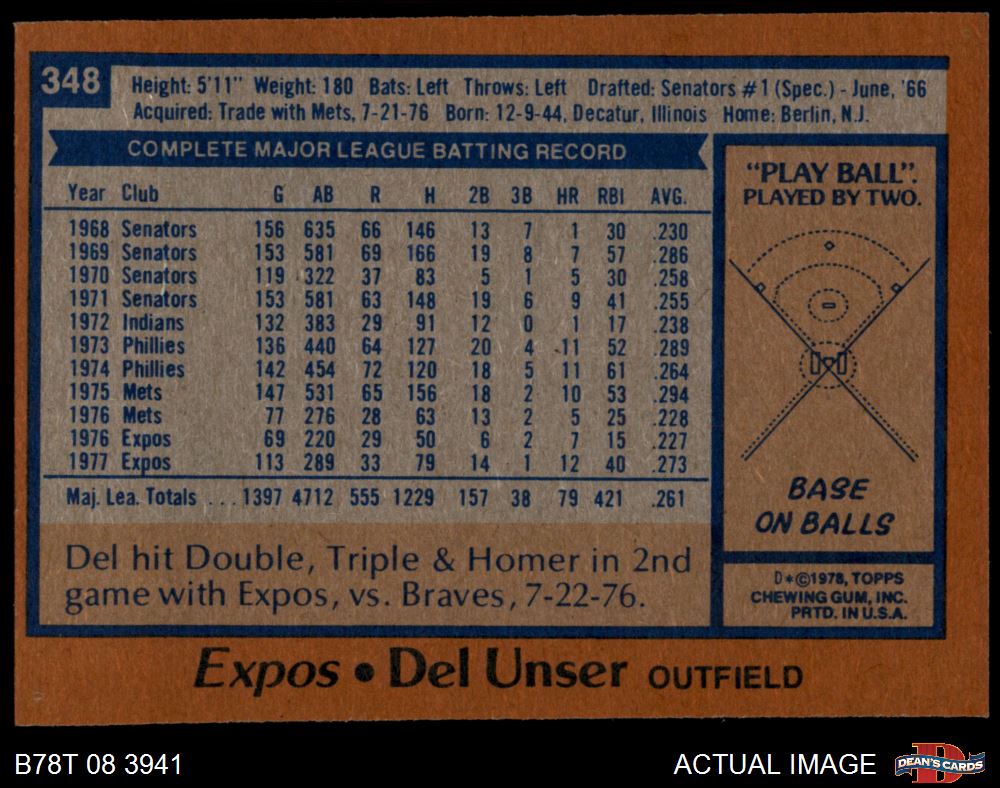 348
Height: 5'11" Weight: 180 Bats: Left Throws: Left Drafted: Senators #1 (Spec.) - June, '66
Acquired: Trade with Mets, 7-21-76 Born: 12-9-44, Decatur, Illinois Home: Berlin, N.J.
COMPLETE MAJOR LEAGUE BATTING RECORD
Year Club G AB R H 2B 3B HR RBI AVG.
1968 Senators 156 635 66 146 13 7 1 30 .230
1969 Senators 153 581 69 166 19 8 7 57 .286
1970 Senators 119 322 37 83 5 1 5 30 .258
1971 Senators 153 581 63 148 19 6 9 41 .255
1972 Indians 132 383 29 91 12 0 1 17 .238
1973 Phillies 136 440 64 127 20 4 11 52 .289
1974 Phillies 142 454 72 120 18 5 11 61 .264
1975 Mets 147 531 65 156 18 2 10 53 .294
1976 Mets 77 276 28 63 13 2 5 25 .228
1976 Expos 69 220 29 50 6 2 7 15 .227
1977 Expos 113 289 33 79 14 1 12 40 .273
Maj. Lea. Totals ... 1397 4712 555 1229 157 38 79 421 .261
Del hit Double, Triple & Homer in 2nd
game with Expos, vs. Braves, 7-22-76.
"PLAY BALL".
PLAYED BY TWO.
BASE
ON BALLS
D*©1978, TOPPS
CHEWING GUM, INC.
PRTD. IN U.S.A.
Expos • Del Unser OUTFIELD
B78T 08 3941
ACTUAL IMAGE
D
DEAN'S CARDS